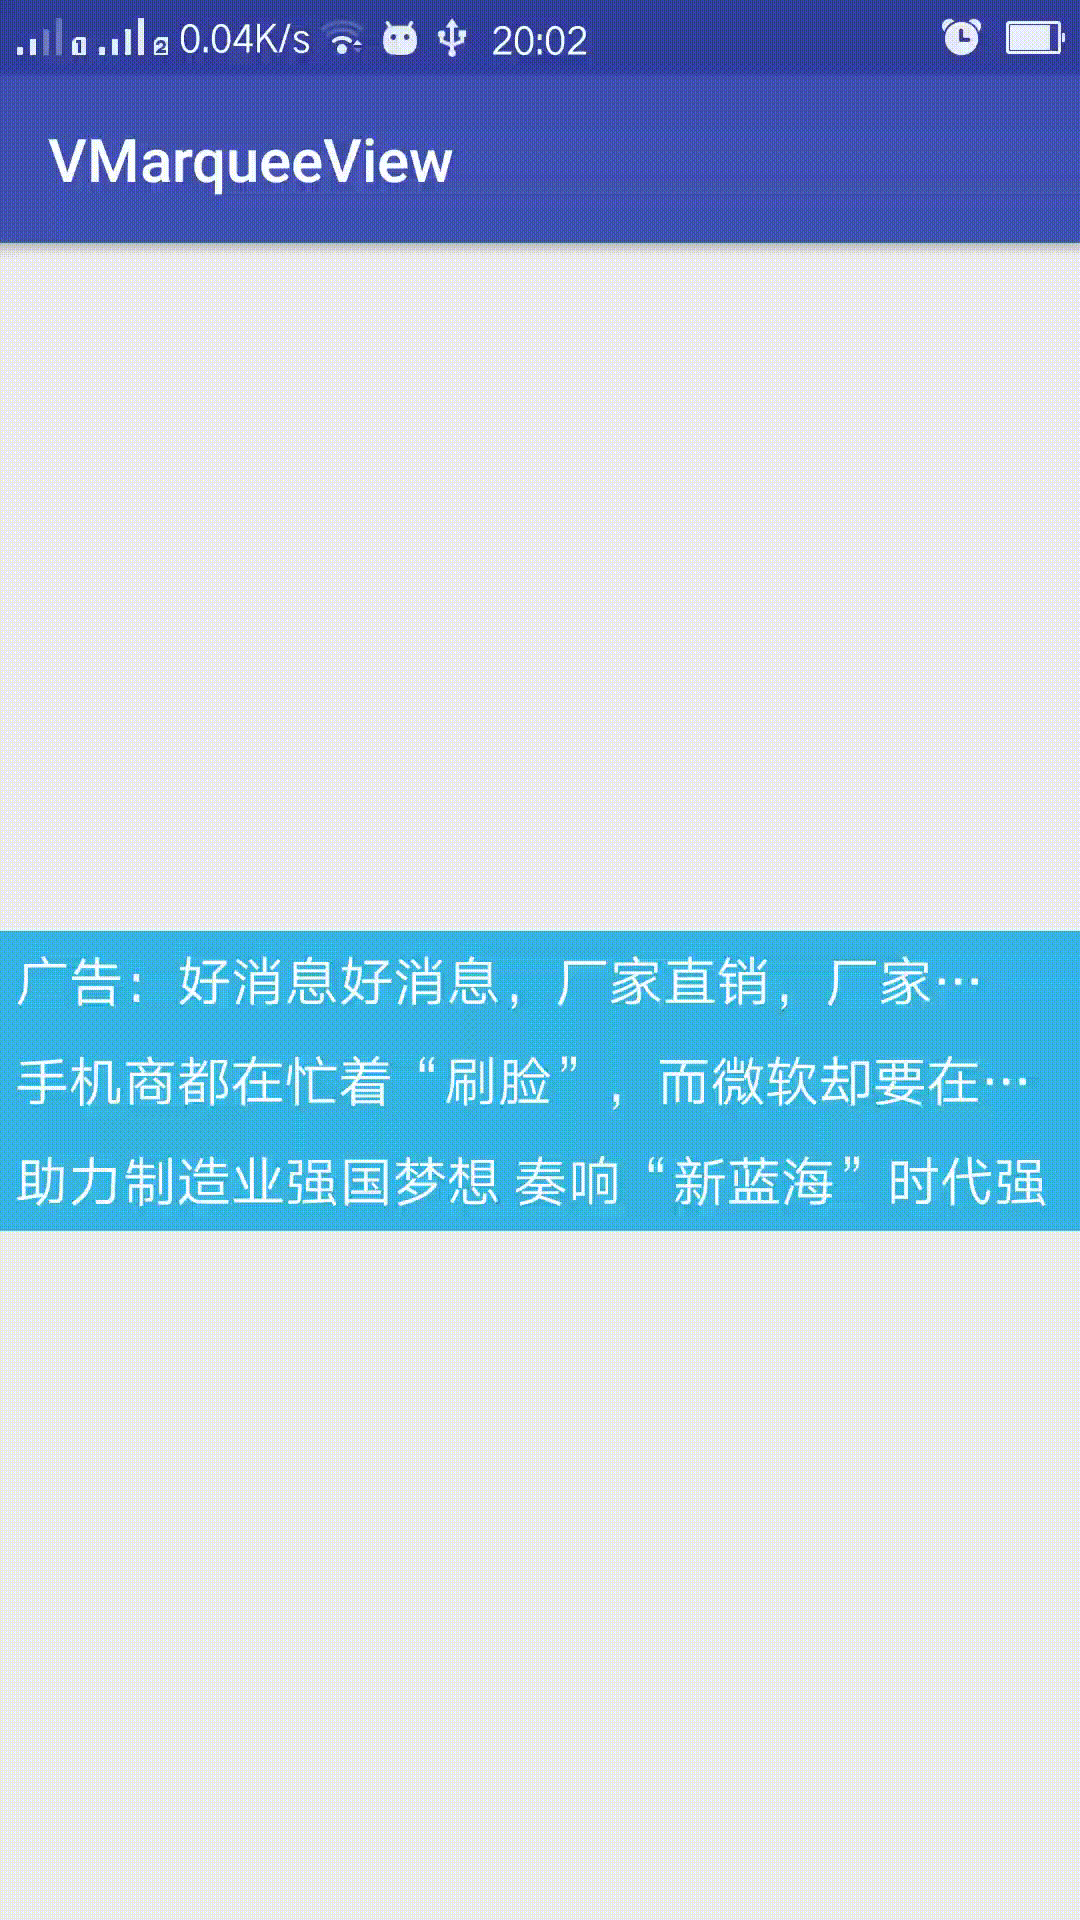 1 2 0.04K/s 20:02
VMarqueeView
广告：好消息好消息，厂家直销，厂家…
手机商都在忙着“刷脸”，而微软却要在…
助力制造业强国梦想 奏响“新蓝海”时代强